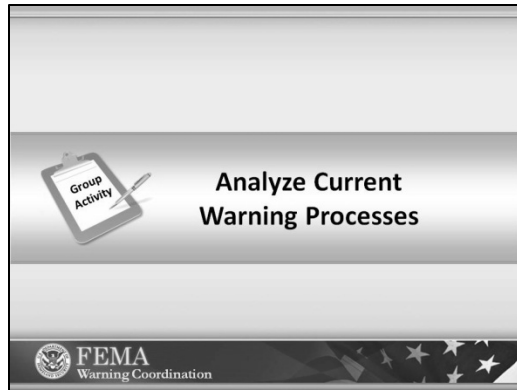 Group
Activity
Analyze Current
Warning Processes
FEMA
Warning Coordination